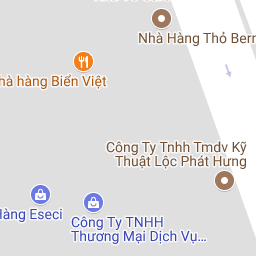 Nhà Hàng Thỏ Bern
hà hàng Biển Việt
Công Ty Tnhh Tmdv Kỹ
Thuật Lộc Phát Hưng
Hàng Eseci
Công Ty TNHH
Thương Mại Dịch Vụ...